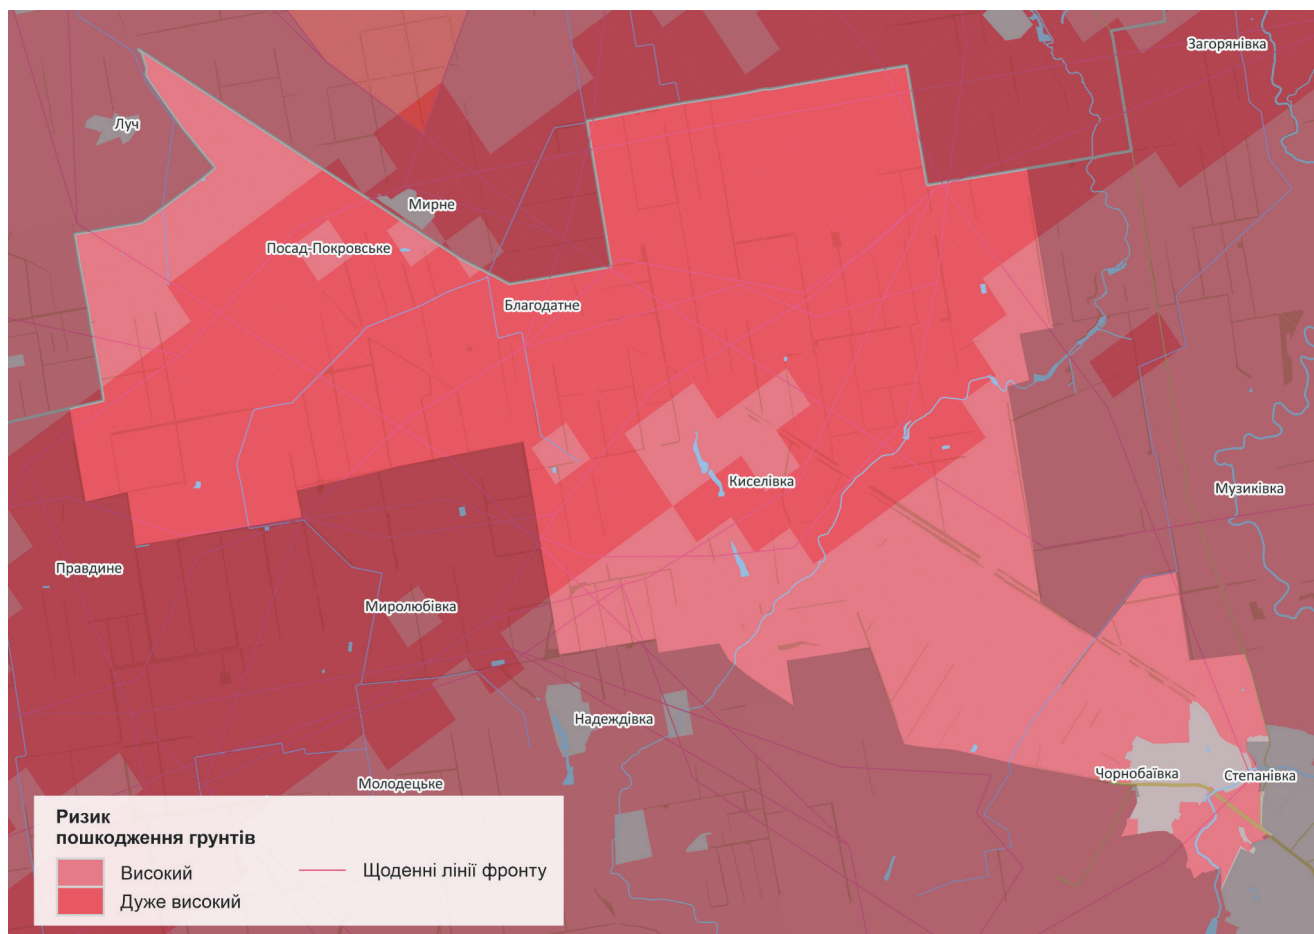 Загорянівка
Луч
Мирне
Посад-Покровське
Благодатне
Киселівка
Музиківка
Правдине
Миролюбівка
Надеждівка
Чорнобаївка
Степанівка
Молодецьке
Ризик
пошкодження грунтів
Високий
Дуже високий
Щоденні лінії фронту